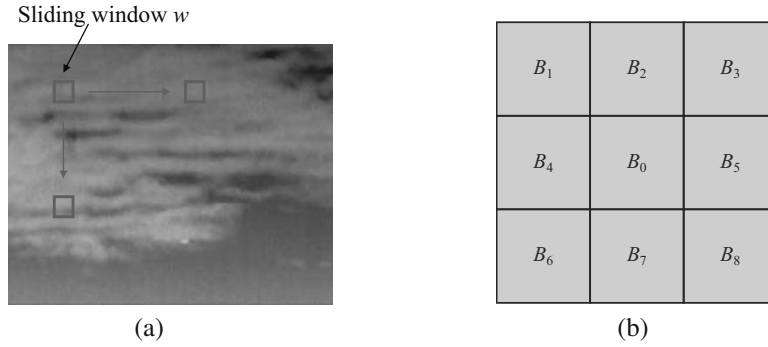 Sliding window w
B1 B2 B3
B4 B0 B5
B6 B7 B8
(a) (b)